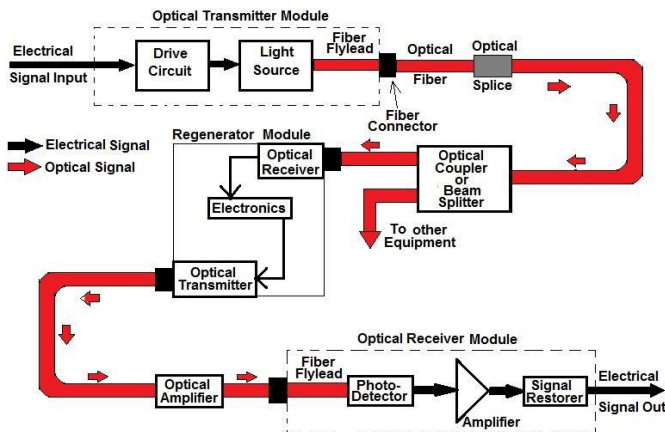 Optical Transmitter Module
Electrical
Signal Input
Drive
Circuit
Light
Source
Fiber
Flylead
Optical
Fiber
Optical
Splice
Fiber
Connector
Electrical Signal
Optical Signal
Regenerator Module
Optical
Receiver
Electronics
Optical
Transmitter
Optical
Coupler
or
Beam
Splitter
To other
Equipment
Optical
Amplifier
Optical Receiver Module
Fiber
Flylead
Photo-
Detector
Amplifier
Signal
Restorer
Electrical
Signal Out